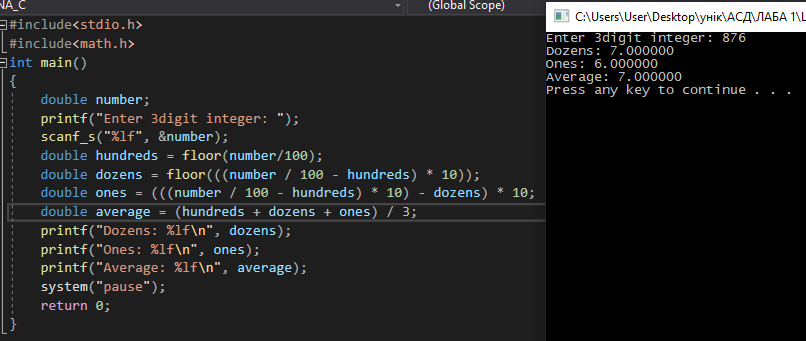 NA_C
(Global Scope)
#include<stdio.h>
#include<math.h>
int main()
{
double number;
printf("Enter 3digit integer: ");
scanf_s("%lf", &number);
double hundreds = floor(number/100);
double dozens = floor(((number / 100 - hundreds) * 10));
double ones = (((number / 100 - hundreds) * 10) - dozens) * 10;
double average = (hundreds + dozens + ones) / 3;
printf("Dozens: %lf\n", dozens);
printf("Ones: %lf\n", ones);
printf("Average: %lf\n", average);
system("pause");
return 0;
}
C:\Users\User\Desktop\унік\АСД\ЛАБА 1\L
Enter 3digit integer: 876
Dozens: 7.000000
Ones: 6.000000
Average: 7.000000
Press any key to continue . . .